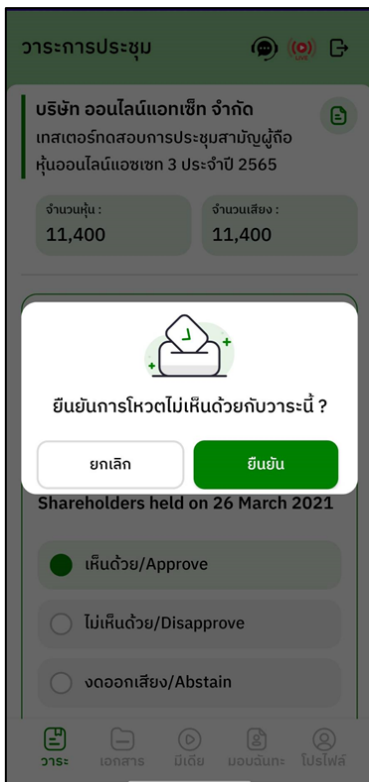 วาระการประชุม
LIVE
บริษัท ออนไลน์แอทเซ็ท จำกัด
เทสเตอร์ทดสอบการประชุมสามัญผู้ถือ
หุ้นออนไลน์แอซเซท 3 ประจำปี 2565
จำนวนหุ้น : จำนวนเสียง :
11,400 11,400
ยืนยันการโหวตไม่เห็นด้วยกับวาระนี้ ?
ยกเลิก ยืนยัน
Shareholders held on 26 March 2021
เห็นด้วย/Approve
ไม่เห็นด้วย/Disapprove
งดออกเสียง/Abstain
วาระ เอกสาร มีเดีย มอบฉันทะ โปรไฟล์